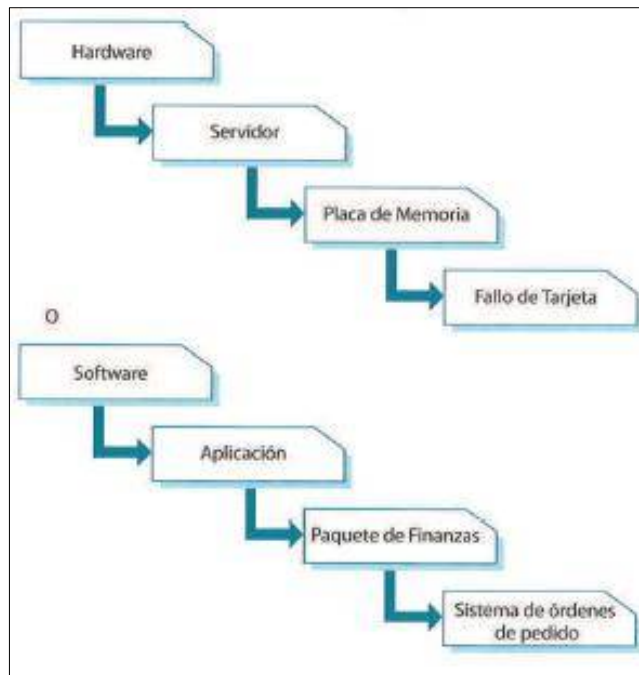 Hardware
Servidor
Placa de Memoria
Fallo de Tarjeta
O
Software
Aplicación
Paquete de Finanzas
Sistema de órdenes
de pedido